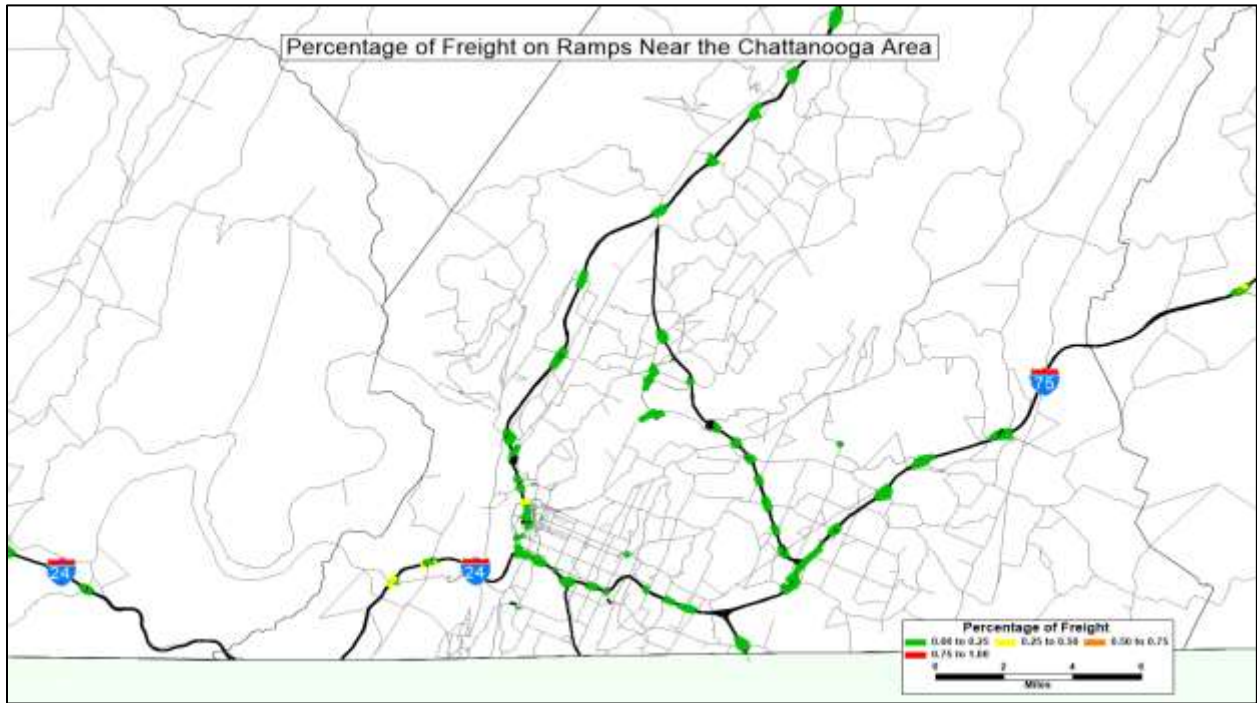 Percentage of Freight on Ramps Near the Chattanooga Area
75
24
24
Percentage of Freight
0.00 to 0.25 0.25 to 0.50 0.50 to 0.75
0.75 to 1.00
0 2 4 6
Miles